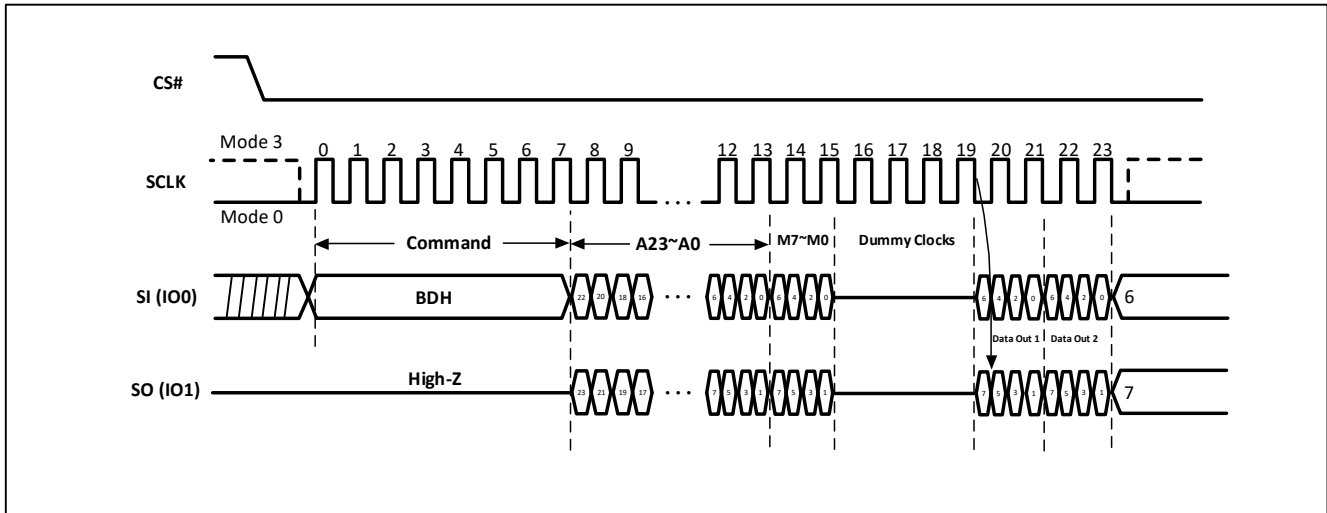 CS#
Mode 3
0 1 2 3 4 5 6 7 8 9 12 13 14 15 16 17 18 19 20 21 22 23
SCLK
...
Mode 0
Command A23~A0 M7~M0 Dummy Clocks
SI (IO0) BDH 22 20 18 16 ... 6 4 2 0 6 4 2 0 6 4 2 0 6 4 2 0 6
Data Out 1 Data Out 2
SO (IO1) High-Z 23 21 19 17 ... 7 5 3 1 7 5 3 1 7 5 3 1 7 5 3 1 7